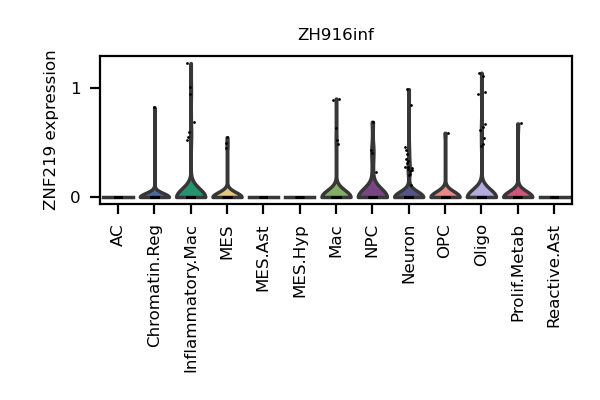 ZH916inf
ZNF219 expression
1
0
AC
Chromatin.Reg
Inflammatory.Mac
MES
MES.Ast
MES.Hyp
Mac
NPC
Neuron
OPC
Oligo
Prolif.Metab
Reactive.Ast